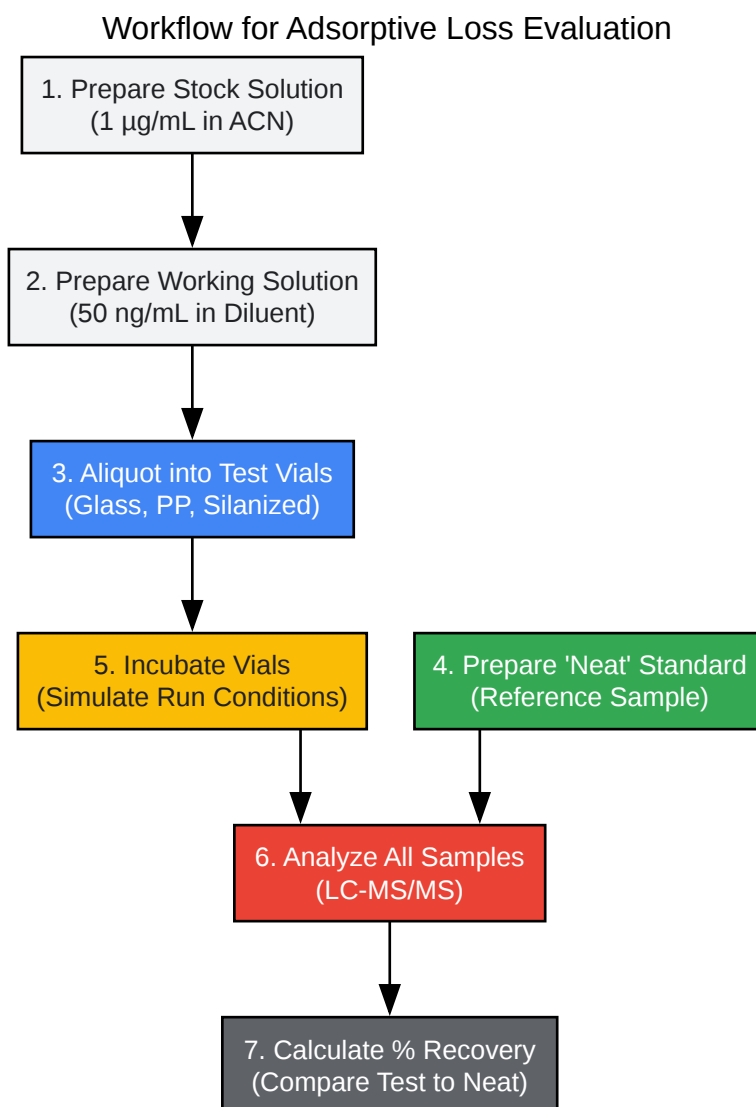 Workflow for Adsorptive Loss Evaluation
1. Prepare Stock Solution
(1 µg/mL in ACN)
2. Prepare Working Solution
(50 ng/mL in Diluent)
3. Aliquot into Test Vials
(Glass, PP, Silanized)
5. Incubate Vials
(Simulate Run Conditions)
4. Prepare 'Neat' Standard
(Reference Sample)
6. Analyze All Samples
(LC-MS/MS)
7. Calculate % Recovery
(Compare Test to Neat)